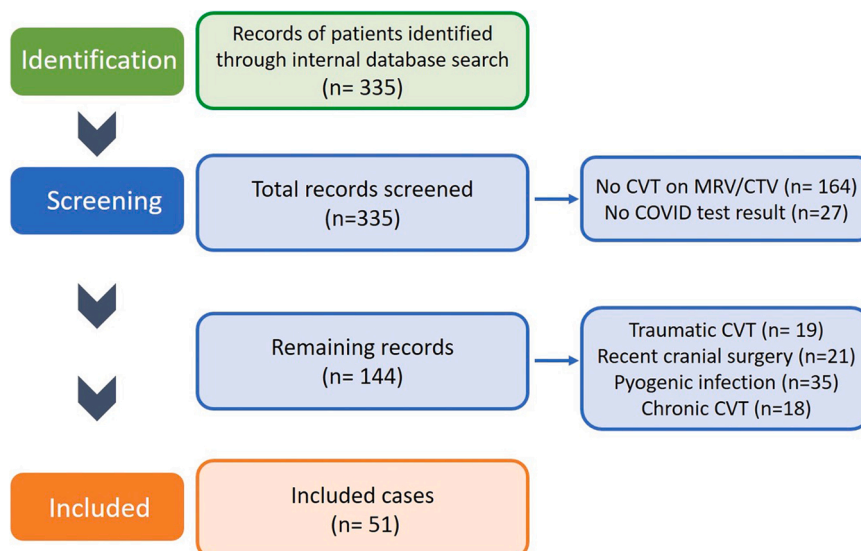 Identification
Records of patients identified
through internal database search
(n= 335)
Screening
Total records screened
(n=335)
No CVT on MRV/CTV (n= 164)
No COVID test result (n=27)
Remaining records
(n= 144)
Traumatic CVT (n= 19)
Recent cranial surgery (n=21)
Pyogenic infection (n=35)
Chronic CVT (n=18)
Included
Included cases
(n= 51)